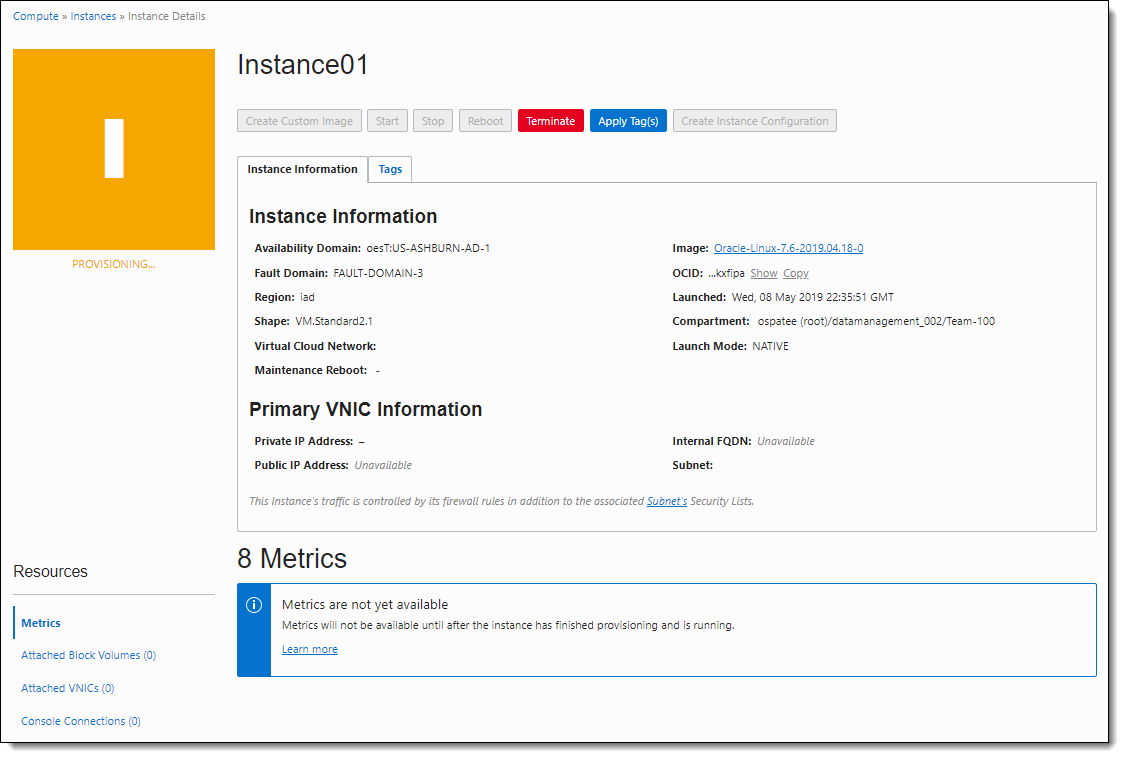 Compute » Instances » Instance Details
I
PROVISIONING...
Instance01
Create Custom Image Start Stop Reboot Terminate Apply Tag(s) Create Instance Configuration
Instance Information Tags
Instance Information
Availability Domain: oesT:US-ASHBURN-AD-1
Fault Domain: FAULT-DOMAIN-3
Region: iad
Shape: VM.Standard2.1
Virtual Cloud Network:
Maintenance Reboot: -
Image: Oracle-Linux-7.6-2019.04.18-0
OCID: ...kxfipa Show Copy
Launched: Wed, 08 May 2019 22:35:51 GMT
Compartment: ospatee (root)/datamanagement_002/Team-100
Launch Mode: NATIVE
Primary VNIC Information
Private IP Address: –
Public IP Address: Unavailable
Internal FQDN: Unavailable
Subnet:
This Instance's traffic is controlled by its firewall rules in addition to the associated Subnet's Security Lists.
Resources
Metrics
Attached Block Volumes (0)
Attached VNICs (0)
Console Connections (0)
8 Metrics
Metrics are not yet available
Metrics will not be available until after the instance has finished provisioning and is running.
Learn more